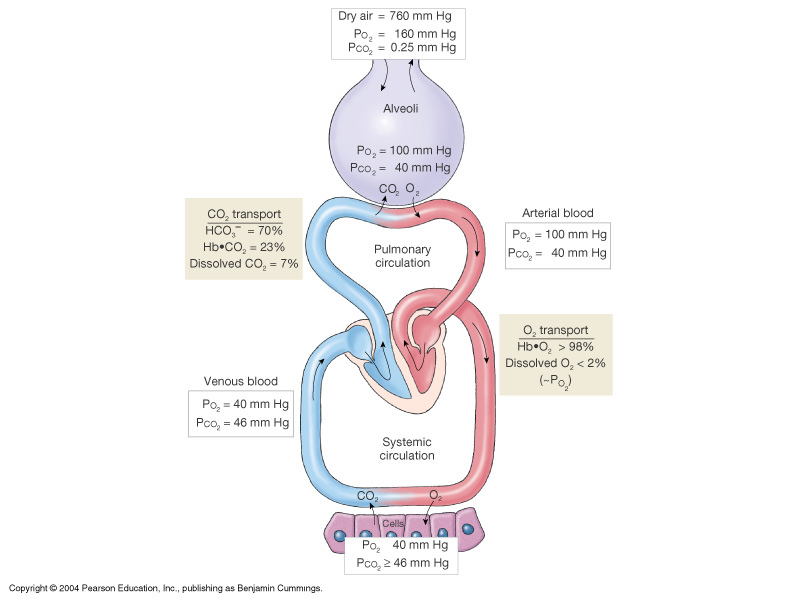 Dry air = 760 mm Hg
PO₂ = 160 mm Hg
PCO₂ = 0.25 mm Hg
Alveoli
PO₂ = 100 mm Hg
PCO₂ = 40 mm Hg
CO₂ O₂
CO₂ transport
HCO₃⁻ = 70%
Hb•CO₂ = 23%
Dissolved CO₂ = 7%
Pulmonary
circulation
Arterial blood
PO₂ = 100 mm Hg
PCO₂ = 40 mm Hg
O₂ transport
Hb•O₂ > 98%
Dissolved O₂ < 2%
(~PO₂)
Venous blood
PO₂ = 40 mm Hg
PCO₂ = 46 mm Hg
Systemic
circulation
CO₂ O₂
Cells
PO₂ 40 mm Hg
PCO₂ ≥ 46 mm Hg
Copyright © 2004 Pearson Education, Inc., publishing as Benjamin Cummings.